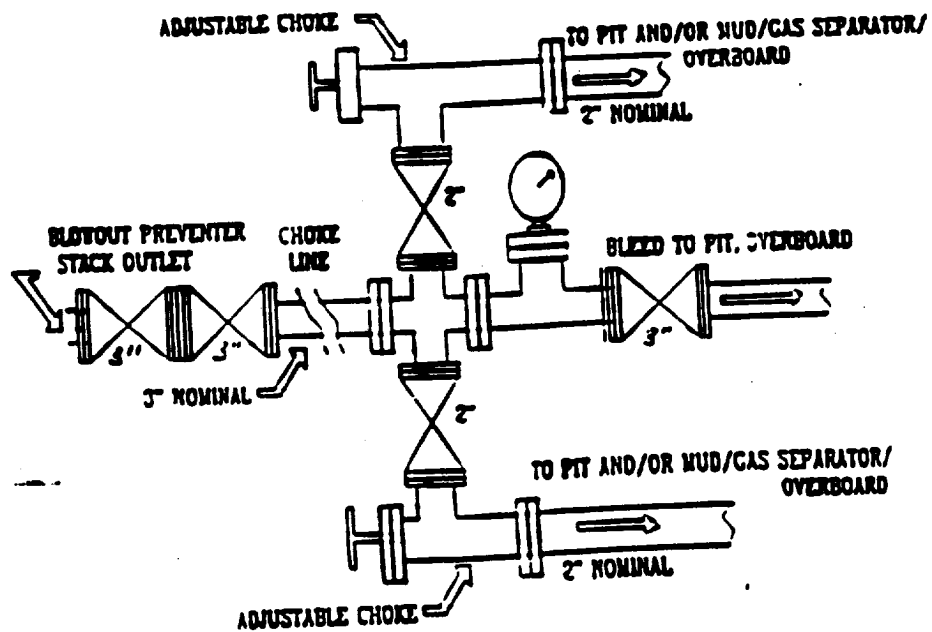 ADJUSTABLE CHOKE
TO PIT AND/OR MUD/GAS SEPARATOR/
OVERBOARD
2" NOMINAL
2"
BLOWOUT PREVENTER
STACK OUTLET
CHOKE
LINE
BLEED TO PIT, OVERBOARD
3"
3"
3"
3" NOMINAL
2"
TO PIT AND/OR MUD/GAS SEPARATOR/
OVERBOARD
2" NOMINAL
ADJUSTABLE CHOKE